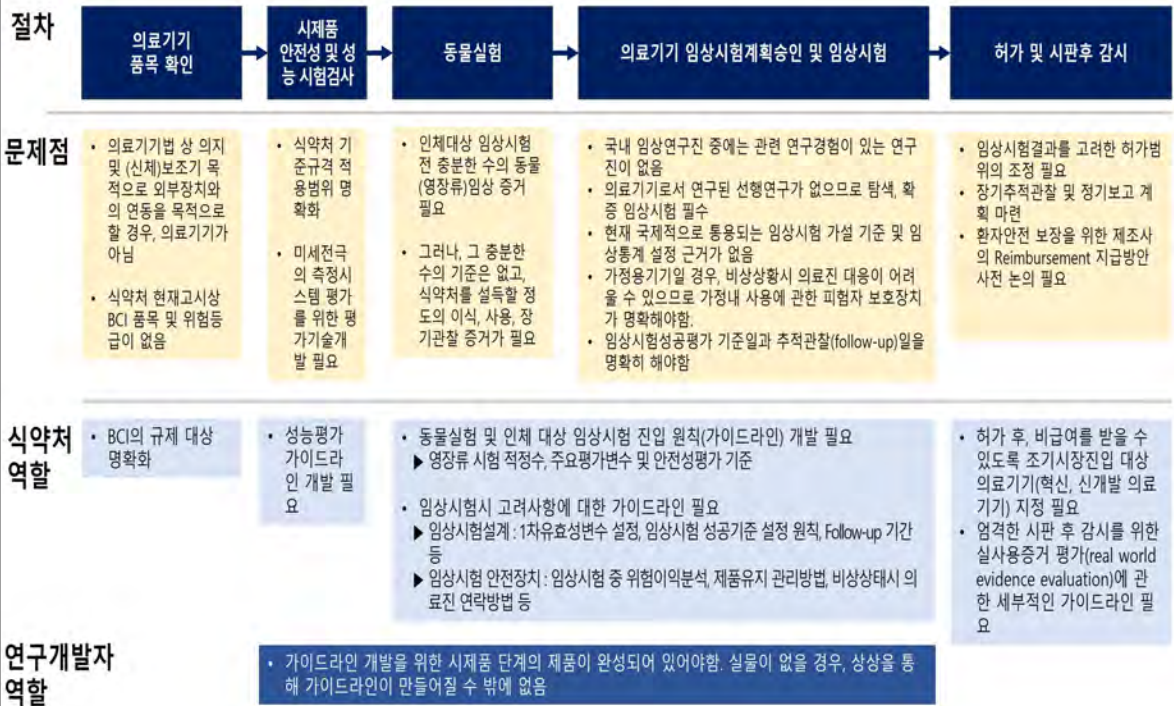 절차
의료기기
품목 확인
시제품
안전성 및 성
능 시험검사
동물실험
의료기기 임상시험계획승인 및 임상시험
허가 및 시판후 감시
문제점
• 의료기기법 상 의지
및 (신체)보조기 목
적으로 외부장치와
의 연동을 목적으로
할 경우, 의료기기가
아님
• 식약처 현재고시상
BCI 품목 및 위험등
급이 없음
• 식약처 기
준규격 적
용범위 명
확화
• 미세전극
의 측정시
스템 평가
를 위한 평
가기술개
발 필요
• 인체대상 임상시험
전 충분한 수의 동물
(영장류)임상 증거
필요
• 그러나, 그 충분한
수의 기준은 없고,
식약처를 설득할 정
도의 이식, 사용, 장
기관찰 증거가 필요
• 국내 임상연구진 중에는 관련 연구경험이 있는 연구
진이 없음
• 의료기기로서 연구된 선행연구가 없으므로 탐색, 확
증 임상시험 필수
• 현재 국제적으로 통용되는 임상시험 가설 기준 및 임
상통계 설정 근거가 없음
• 가정용기기일 경우, 비상상황시 의료진 대응이 어려
울 수 있으므로 가정내 사용에 관한 피험자 보호장치
가 명확해야함.
• 임상시험성공평가 기준일과 추적관찰(follow-up)일을
명확히 해야함
• 임상시험결과를 고려한 허가범
위의 조정 필요
• 장기추적관찰 및 정기보고 계
획 마련
• 환자안전 보장을 위한 제조사
의 Reimbursement 지급방안
사전 논의 필요
식약처
역할
• BCI의 규제 대상
명확화
• 성능평가
가이드라
인 개발 필
요
• 동물실험 및 인체 대상 임상시험 진입 원칙(가이드라인) 개발 필요
▶ 영장류 시험 적정수, 주요평가변수 및 안전성평가 기준
• 임상시험시 고려사항에 대한 가이드라인 필요
▶ 임상시험설계 : 1차유효성변수 설정, 임상시험 성공기준 설정 원칙, Follow-up 기간
등
▶ 임상시험 안전장치 : 임상시험 중 위험이익분석, 제품유지 관리방법, 비상상태시 의
료진 연락방법 등
• 허가 후, 비급여를 받을 수
있도록 조기시장진입 대상
의료기기(혁신, 신개발 의료
기기) 지정 필요
• 엄격한 시판 후 감시를 위한
실사용증거 평가(real world
evidence evaluation)에 관
한 세부적인 가이드라인 필
요
연구개발자
역할
• 가이드라인 개발을 위한 시제품 단계의 제품이 완성되어 있어야함. 실물이 없을 경우, 상상을 통
해 가이드라인이 만들어질 수 밖에 없음